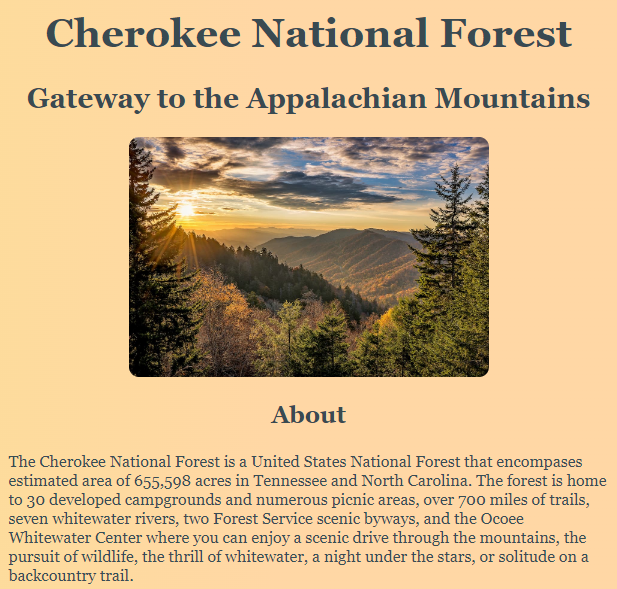 Cherokee National Forest
Gateway to the Appalachian Mountains
About
The Cherokee National Forest is a United States National Forest that encompases
estimated area of 655,598 acres in Tennessee and North Carolina. The forest is home
to 30 developed campgrounds and numerous picnic areas, over 700 miles of trails,
seven whitewater rivers, two Forest Service scenic byways, and the Ocoee
Whitewater Center where you can enjoy a scenic drive through the mountains, the
pursuit of wildlife, the thrill of whitewater, a night under the stars, or solitude on a
backcountry trail.